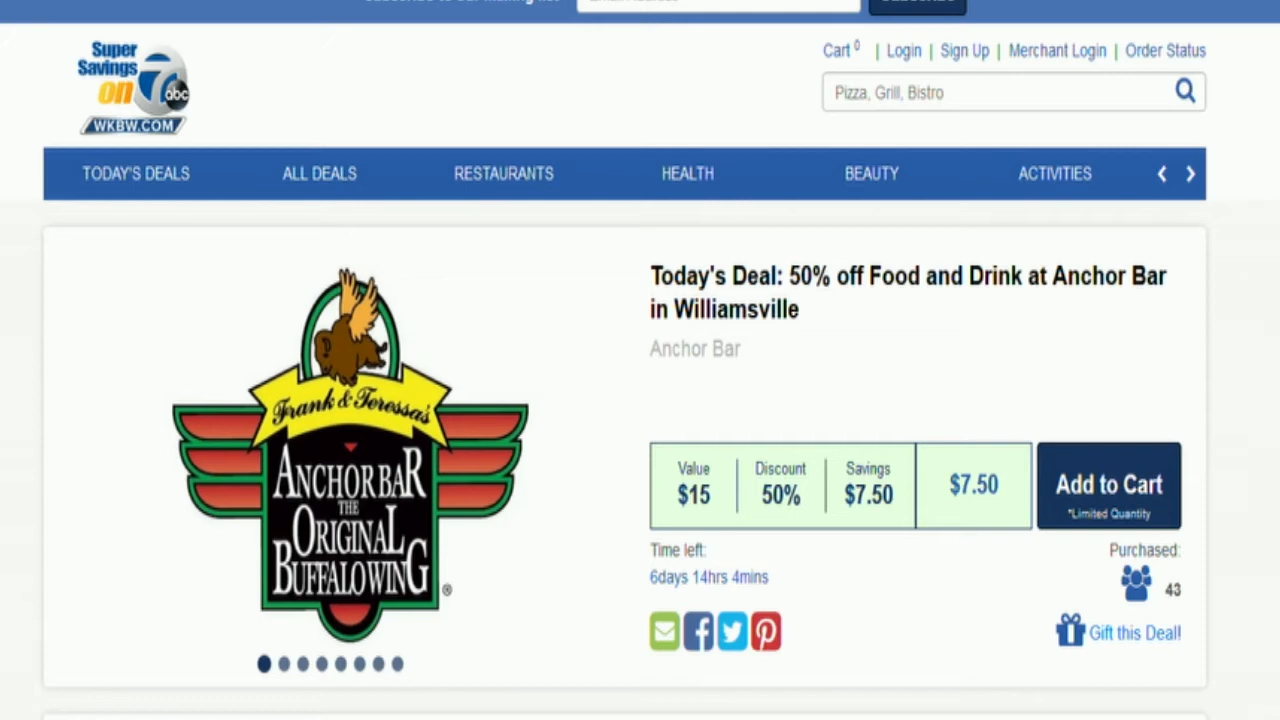 Super
Savings
on 7 abc
WKBW.COM
Cart 0 | Login | Sign Up | Merchant Login | Order Status
Pizza, Grill, Bistro
TODAY'S DEALS ALL DEALS RESTAURANTS HEALTH BEAUTY ACTIVITIES
Today's Deal: 50% off Food and Drink at Anchor Bar
in Williamsville
Anchor Bar
Frank & Teressa's
ANCHOR BAR
THE
ORIGINAL
BUFFALO WING
®
Value Discount Savings
$15 50% $7.50
$7.50
Add to Cart
*Limited Quantity
Time left:
6days 14hrs 4mins
Purchased:
43
Gift this Deal!